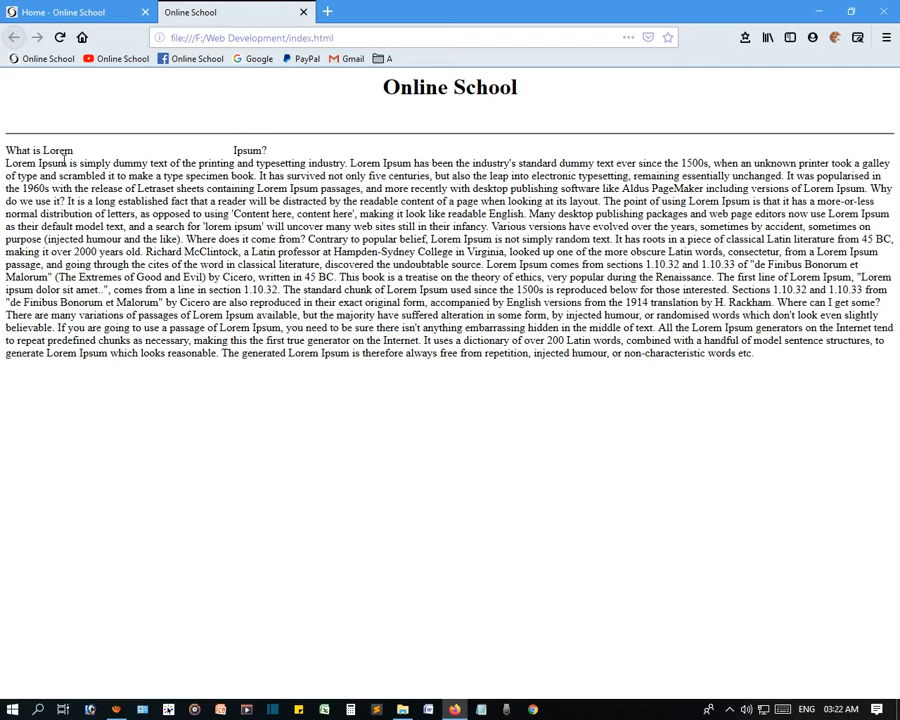 Home - Online School
Online School
file:///F:/Web Development/index.html
Online School
Online School
Online School
Google
PayPal
Gmail
A
Online School
What is Lorem Ipsum?
Lorem Ipsum is simply dummy text of the printing and typesetting industry. Lorem Ipsum has been the industry's standard dummy text ever since the 1500s, when an unknown printer took a galley
of type and scrambled it to make a type specimen book. It has survived not only five centuries, but also the leap into electronic typesetting, remaining essentially unchanged. It was popularised in
the 1960s with the release of Letraset sheets containing Lorem Ipsum passages, and more recently with desktop publishing software like Aldus PageMaker including versions of Lorem Ipsum. Why
do we use it? It is a long established fact that a reader will be distracted by the readable content of a page when looking at its layout. The point of using Lorem Ipsum is that it has a more-or-less
normal distribution of letters, as opposed to using 'Content here, content here', making it look like readable English. Many desktop publishing packages and web page editors now use Lorem Ipsum
as their default model text, and a search for 'lorem ipsum' will uncover many web sites still in their infancy. Various versions have evolved over the years, sometimes by accident, sometimes on
purpose (injected humour and the like). Where does it come from? Contrary to popular belief, Lorem Ipsum is not simply random text. It has roots in a piece of classical Latin literature from 45 BC,
making it over 2000 years old. Richard McClintock, a Latin professor at Hampden-Sydney College in Virginia, looked up one of the more obscure Latin words, consectetur, from a Lorem Ipsum
passage, and going through the cites of the word in classical literature, discovered the undoubtable source. Lorem Ipsum comes from sections 1.10.32 and 1.10.33 of "de Finibus Bonorum et
Malorum" (The Extremes of Good and Evil) by Cicero, written in 45 BC. This book is a treatise on the theory of ethics, very popular during the Renaissance. The first line of Lorem Ipsum, "Lorem
ipsum dolor sit amet..", comes from a line in section 1.10.32. The standard chunk of Lorem Ipsum used since the 1500s is reproduced below for those interested. Sections 1.10.32 and 1.10.33 from
"de Finibus Bonorum et Malorum" by Cicero are also reproduced in their exact original form, accompanied by English versions from the 1914 translation by H. Rackham. Where can I get some?
There are many variations of passages of Lorem Ipsum available, but the majority have suffered alteration in some form, by injected humour, or randomised words which don't look even slightly
believable. If you are going to use a passage of Lorem Ipsum, you need to be sure there isn't anything embarrassing hidden in the middle of text. All the Lorem Ipsum generators on the Internet tend
to repeat predefined chunks as necessary, making this the first true generator on the Internet. It uses a dictionary of over 200 Latin words, combined with a handful of model sentence structures, to
generate Lorem Ipsum which looks reasonable. The generated Lorem Ipsum is therefore always free from repetition, injected humour, or non-characteristic words etc.
ENG
03:22 AM